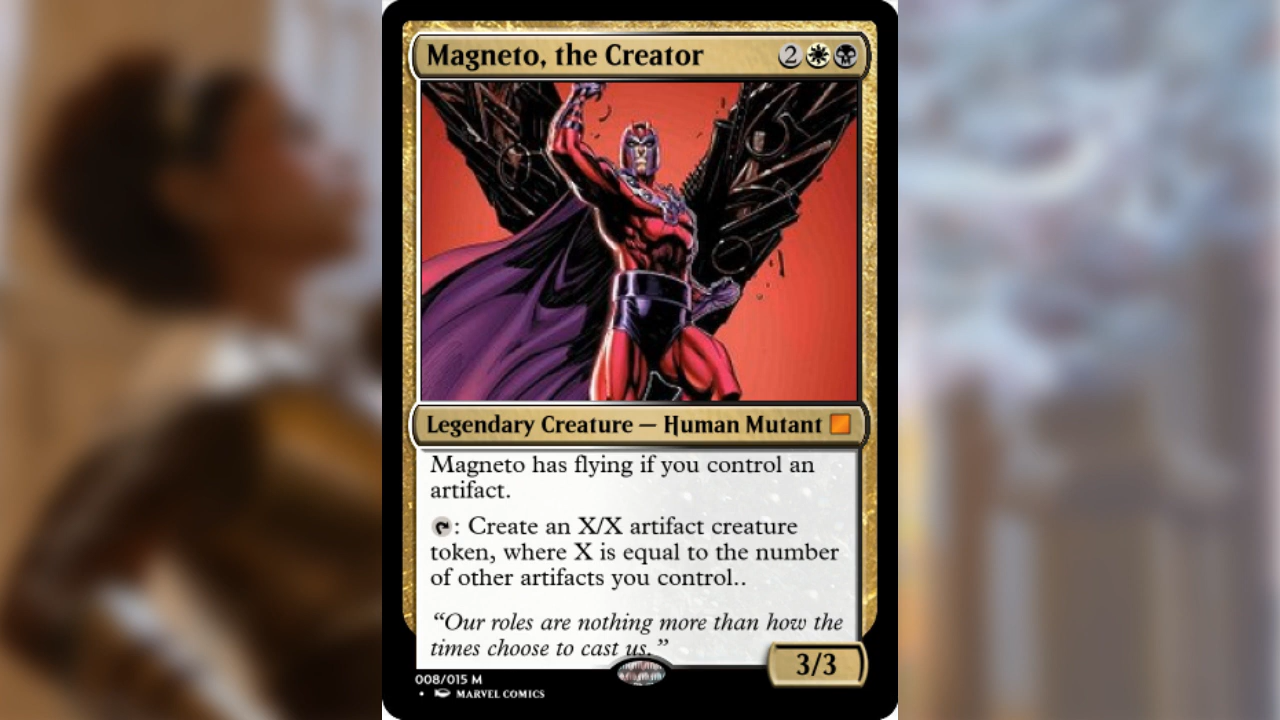 Magneto, the Creator 2
Legendary Creature — Human Mutant
Magneto has flying if you control an
artifact.
: Create an X/X artifact creature
token, where X is equal to the number
of other artifacts you control..
“Our roles are nothing more than how the
times choose to cast us.”
3/3
008/015 M
• MARVEL COMICS